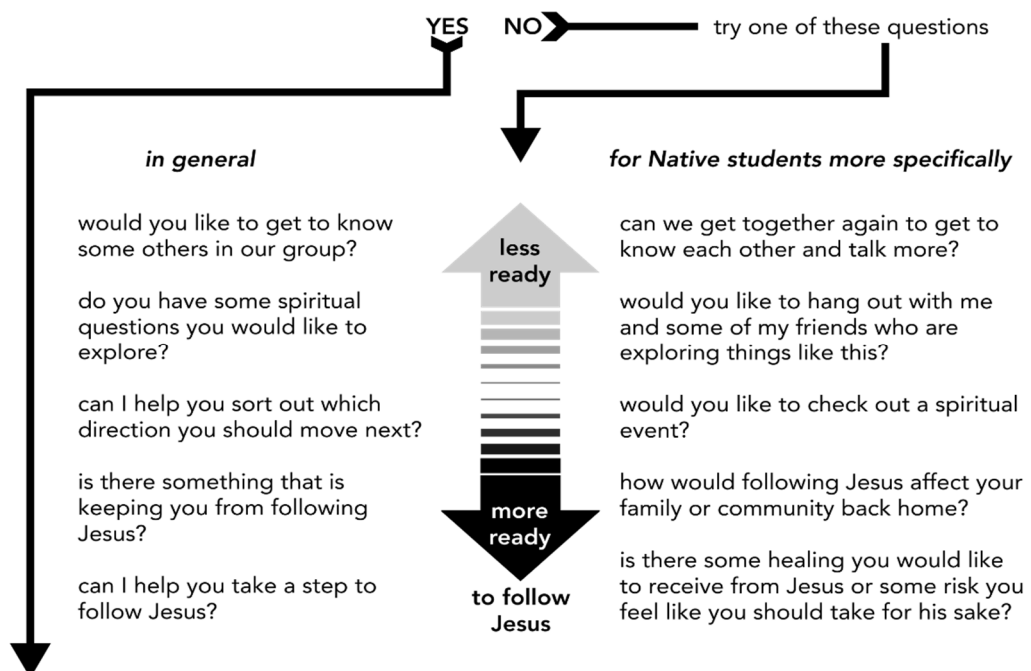 YES NO try one of these questions
in general
would you like to get to know
some others in our group?
do you have some spiritual
questions you would like to
explore?
can I help you sort out which
direction you should move next?
is there something that is
keeping you from following
Jesus?
can I help you take a step to
follow Jesus?
less
ready
more
ready
to follow
Jesus
for Native students more specifically
can we get together again to get to
know each other and talk more?
would you like to hang out with me
and some of my friends who are
exploring things like this?
would you like to check out a spiritual
event?
how would following Jesus affect your
family or community back home?
is there some healing you would like
to receive from Jesus or some risk you
feel like you should take for his sake?